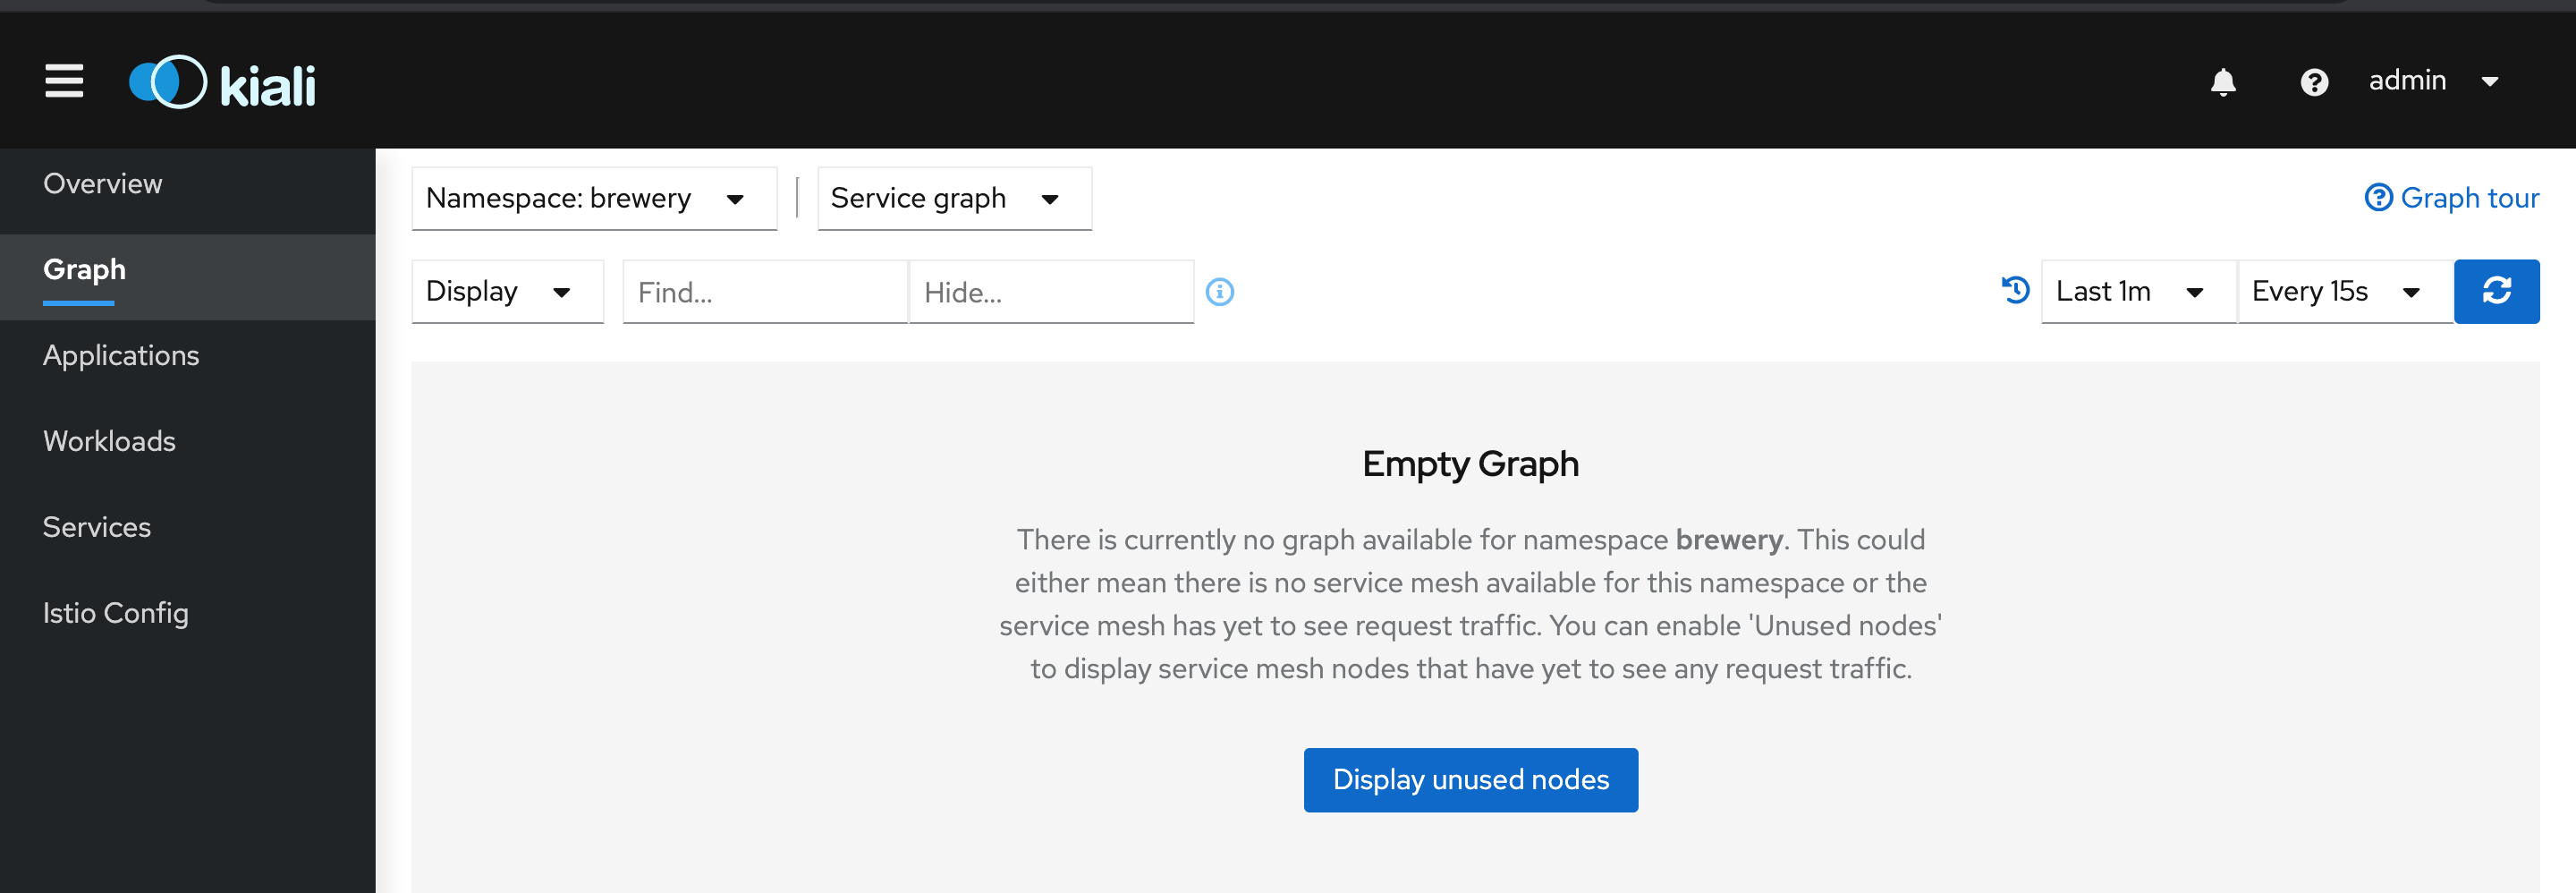 kiali
admin
Overview
Graph
Applications
Workloads
Services
Istio Config
Namespace: brewery
Service graph
Graph tour
Display
Find...
Hide...
Last 1m
Every 15s
Empty Graph
There is currently no graph available for namespace brewery. This could
either mean there is no service mesh available for this namespace or the
service mesh has yet to see request traffic. You can enable 'Unused nodes'
to display service mesh nodes that have yet to see any request traffic.
Display unused nodes